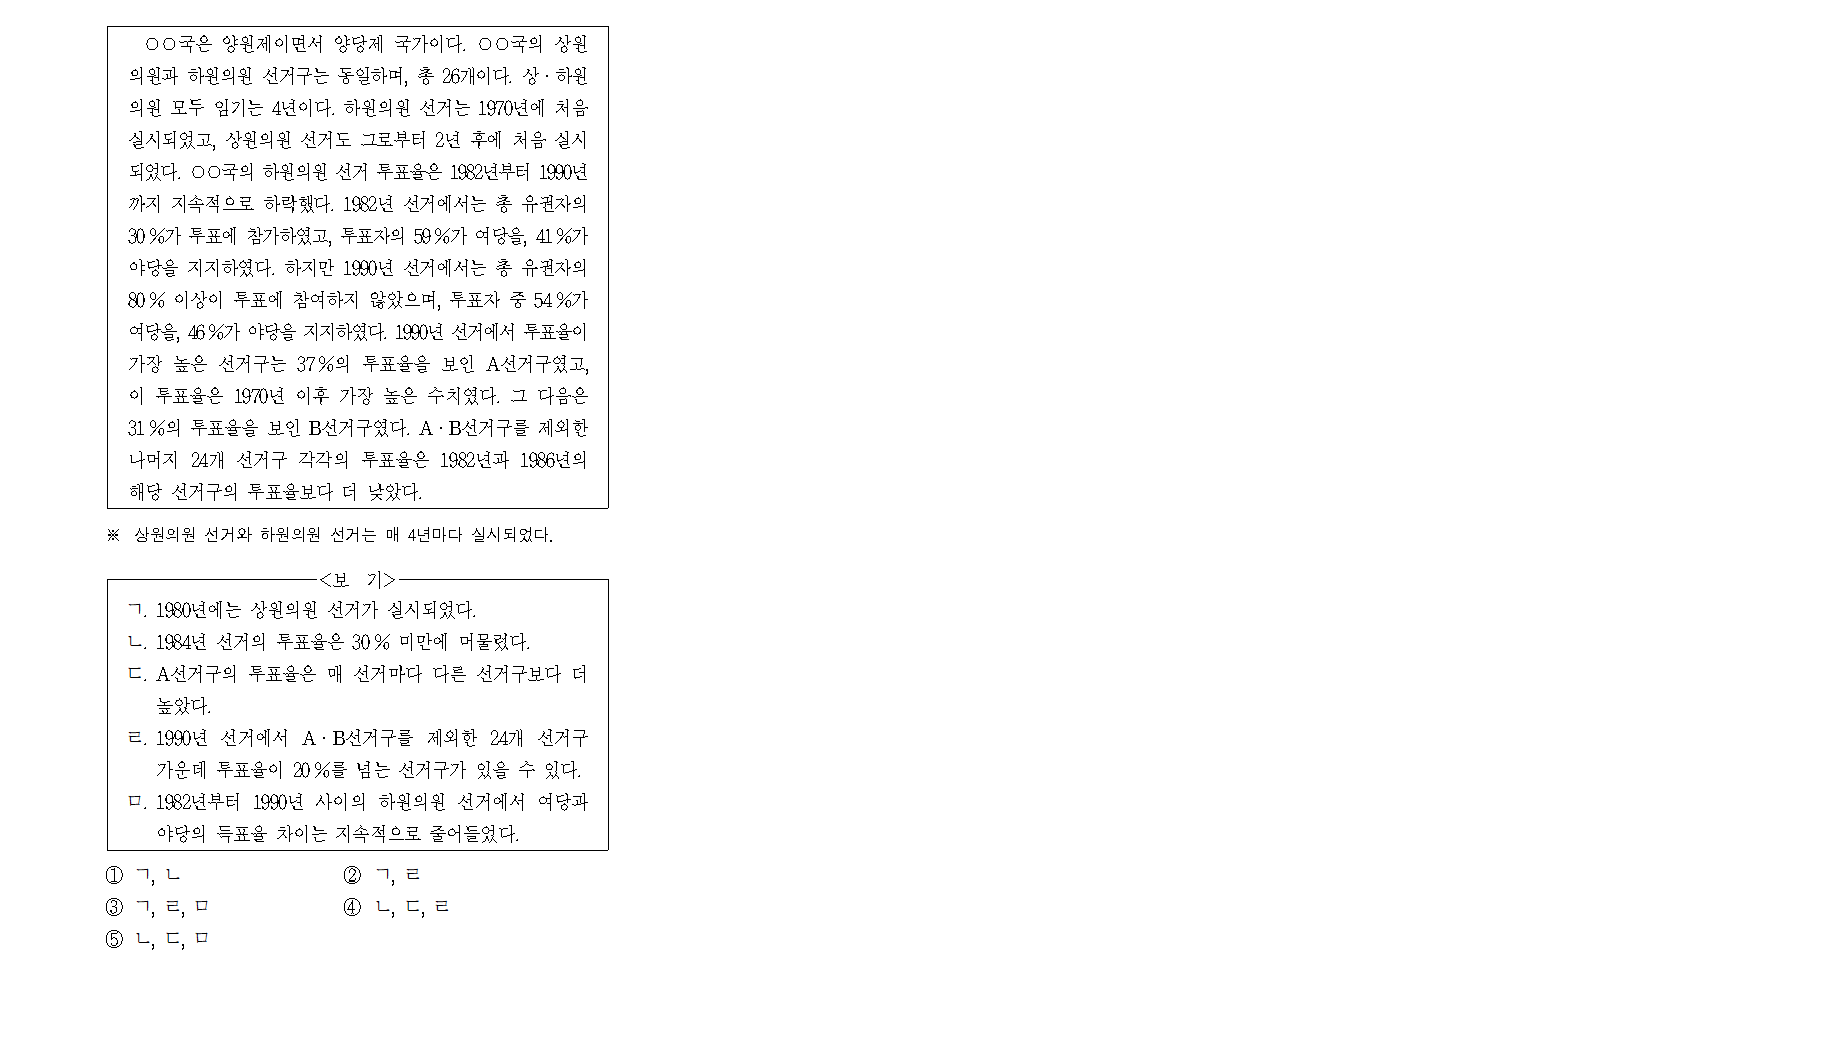 ○○국은 양원제이면서 양당제 국가이다. ○○국의 상원
의원과 하원의원 선거구는 동일하며, 총 26개이다. 상·하원
의원 모두 임기는 4년이다. 하원의원 선거는 1970년에 처음
실시되었고, 상원의원 선거도 그로부터 2년 후에 처음 실시
되었다. ○○국의 하원의원 선거 투표율은 1982년부터 1990년
까지 지속적으로 하락했다. 1982년 선거에서는 총 유권자의
30%가 투표에 참가하였고, 투표자의 59%가 여당을, 41%가
야당을 지지하였다. 하지만 1990년 선거에서는 총 유권자의
80% 이상이 투표에 참여하지 않았으며, 투표자 중 54%가
여당을, 46%가 야당을 지지하였다. 1990년 선거에서 투표율이
가장 높은 선거구는 37%의 투표율을 보인 A선거구였고,
이 투표율은 1970년 이후 가장 높은 수치였다. 그 다음은
31%의 투표율을 보인 B선거구였다. A·B선거구를 제외한
나머지 24개 선거구 각각의 투표율은 1982년과 1986년의
해당 선거구의 투표율보다 더 낮았다.
※ 상원의원 선거와 하원의원 선거는 매 4년마다 실시되었다.
<보 기>
ㄱ. 1980년에는 상원의원 선거가 실시되었다.
ㄴ. 1984년 선거의 투표율은 30% 미만에 머물렀다.
ㄷ. A선거구의 투표율은 매 선거마다 다른 선거구보다 더
높았다.
ㄹ. 1990년 선거에서 A·B선거구를 제외한 24개 선거구
가운데 투표율이 20%를 넘는 선거구가 있을 수 있다.
ㅁ. 1982년부터 1990년 사이의 하원의원 선거에서 여당과
야당의 득표율 차이는 지속적으로 줄어들었다.
① ㄱ, ㄴ ② ㄱ, ㄹ
③ ㄱ, ㄹ, ㅁ ④ ㄴ, ㄷ, ㄹ
⑤ ㄴ, ㄷ, ㅁ